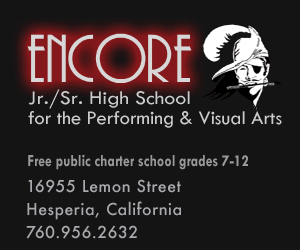 ENCORE
Jr./Sr. High School
for the Performing & Visual Arts
Free public charter school grades 7-12
16955 Lemon Street
Hesperia, California
760.956.2632